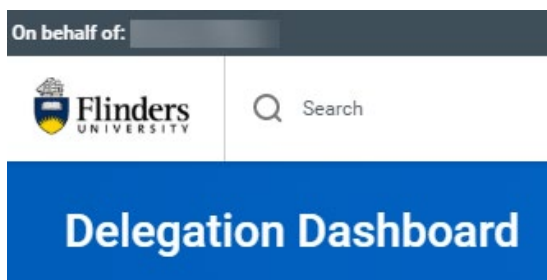 On behalf of:
Flinders
UNIVERSITY
Search
Delegation Dashboard